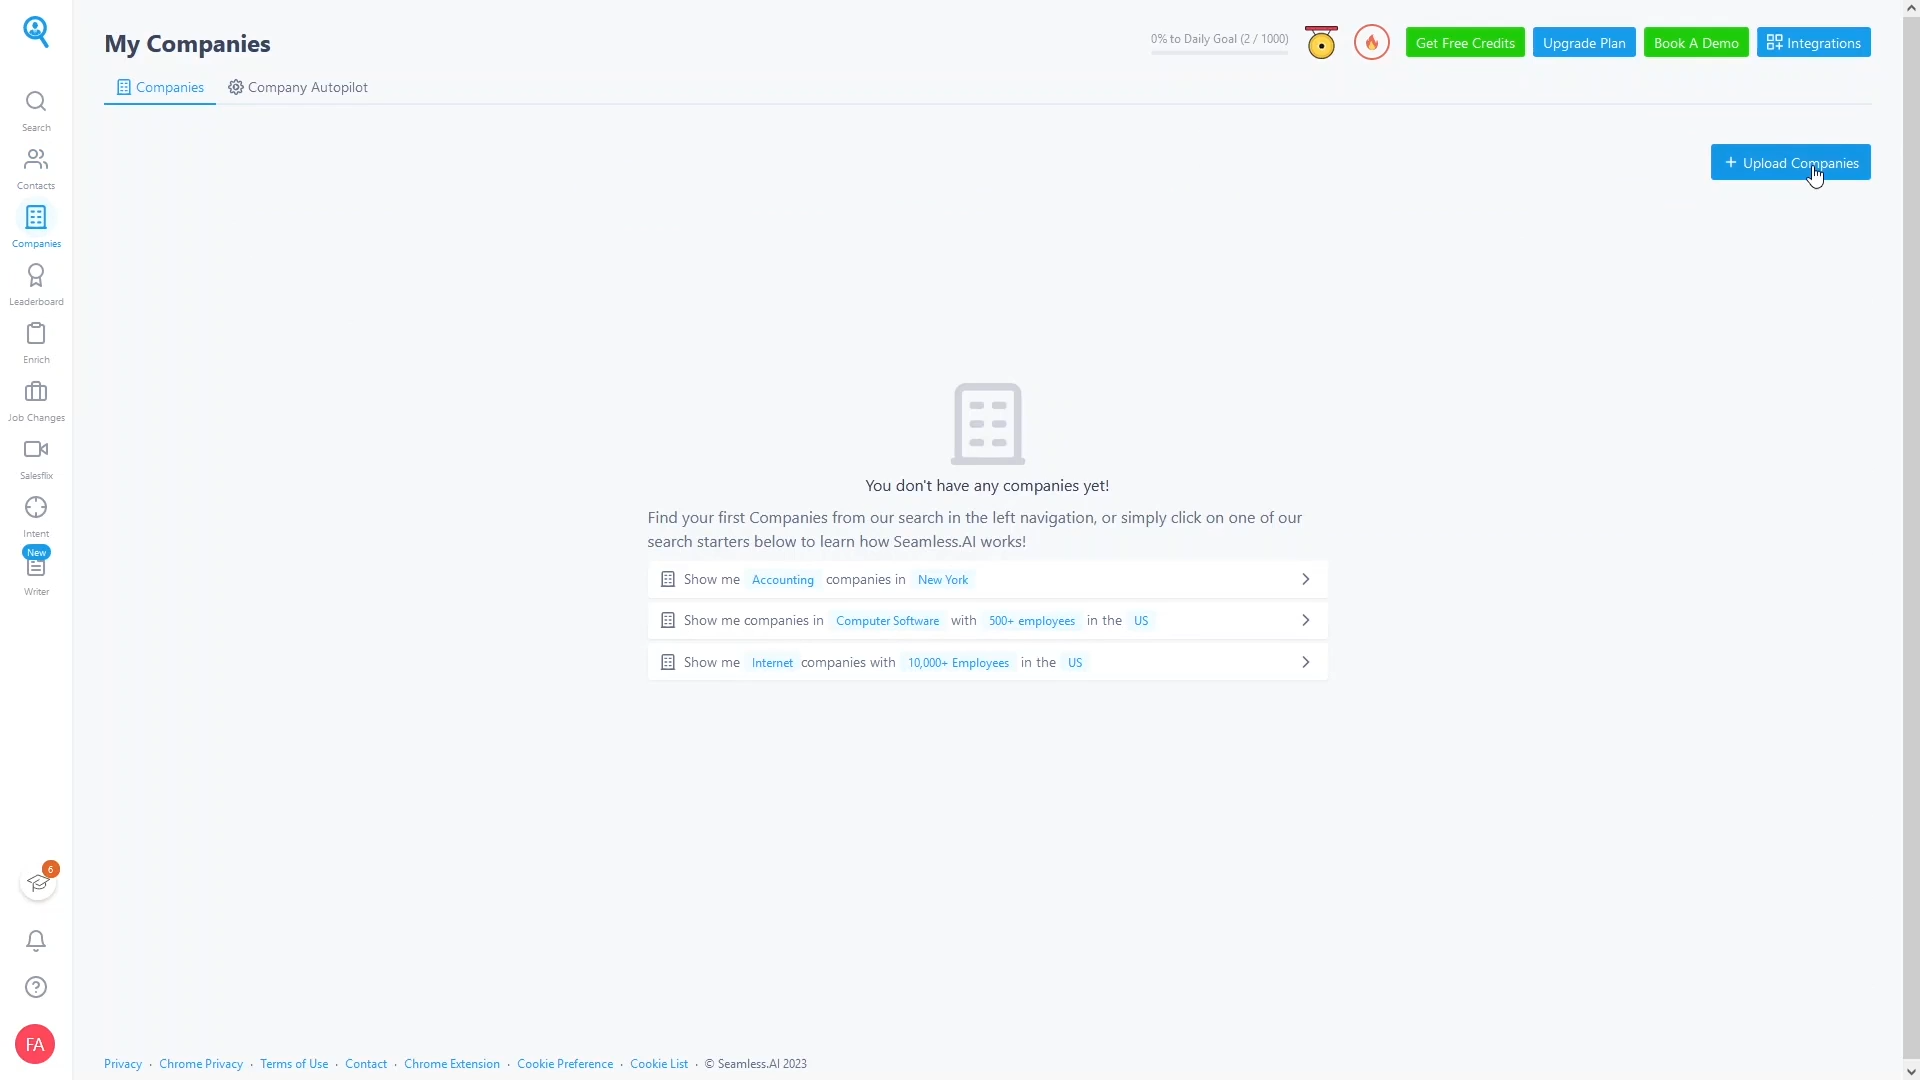 My Companies
0% to Daily Goal (2 / 1000)
Get Free Credits
Upgrade Plan
Book A Demo
Integrations
Companies
Company Autopilot
+ Upload Companies
Search
Contacts
Companies
Leaderboard
Enrich
Job Changes
Salesflix
Intent
New
Writer
6
FA
You don't have any companies yet!
Find your first Companies from our search in the left navigation, or simply click on one of our
search starters below to learn how Seamless.AI works!
Show me Accounting companies in New York
Show me companies in Computer Software with 500+ employees in the US
Show me Internet companies with 10,000+ Employees in the US
Privacy · Chrome Privacy · Terms of Use · Contact · Chrome Extension · Cookie Preference · Cookie List · © Seamless.AI 2023